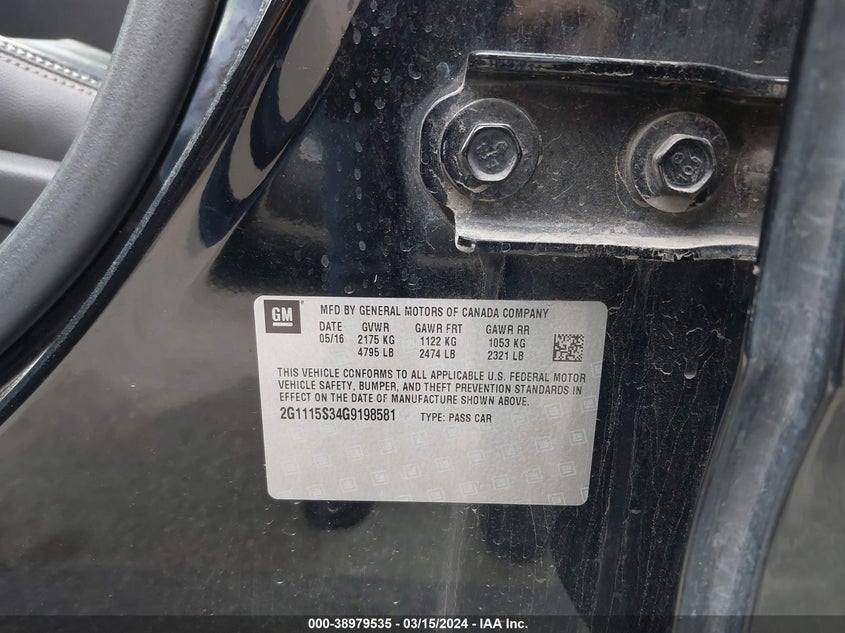 GM
MFD BY GENERAL MOTORS OF CANADA COMPANY
DATE GVWR GAWR FRT GAWR RR
05/16 2175 KG 1122 KG 1053 KG
4795 LB 2474 LB 2321 LB
THIS VEHICLE CONFORMS TO ALL APPLICABLE U.S. FEDERAL MOTOR
VEHICLE SAFETY, BUMPER, AND THEFT PREVENTION STANDARDS IN
EFFECT ON THE DATE OF MANUFACTURE SHOWN ABOVE.
2G1115S34G9198581 TYPE: PASS CAR
000-38979535 - 03/15/2024 - IAA Inc.